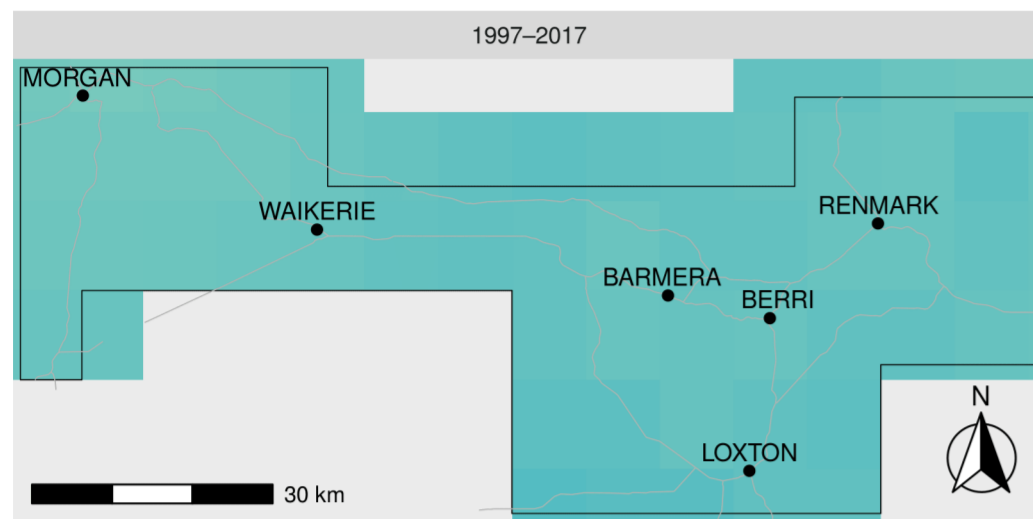 1997–2017
MORGAN
WAIKERIE
RENMARK
BARMERA
BERRI
N
LOXTON
30 km